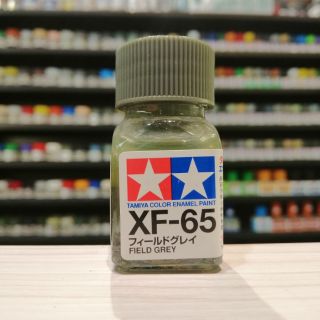 TAMIYA COLOR ENAMEL PAINT
XF-65
フィールドグレイ
FIELD GREY